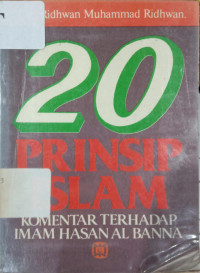 Ridhwan Muhammad Ridhwan.
20
PRINSIP
ISLAM
KOMENTAR TERHADAP
IMAM HASAN AL BANNA